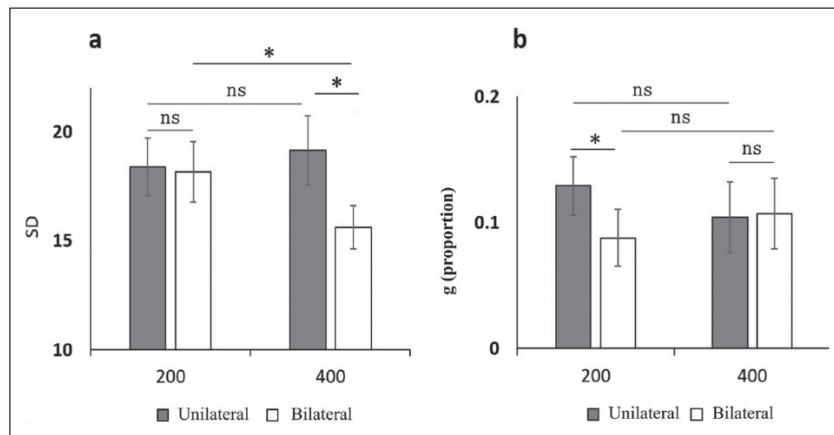 a
*
*
ns
ns
20
15
10
SD
200
400
Unilateral
Bilateral
b
0.2
0.1
0
g (proportion)
ns
ns
*
ns
200
400
Unilateral
Bilateral